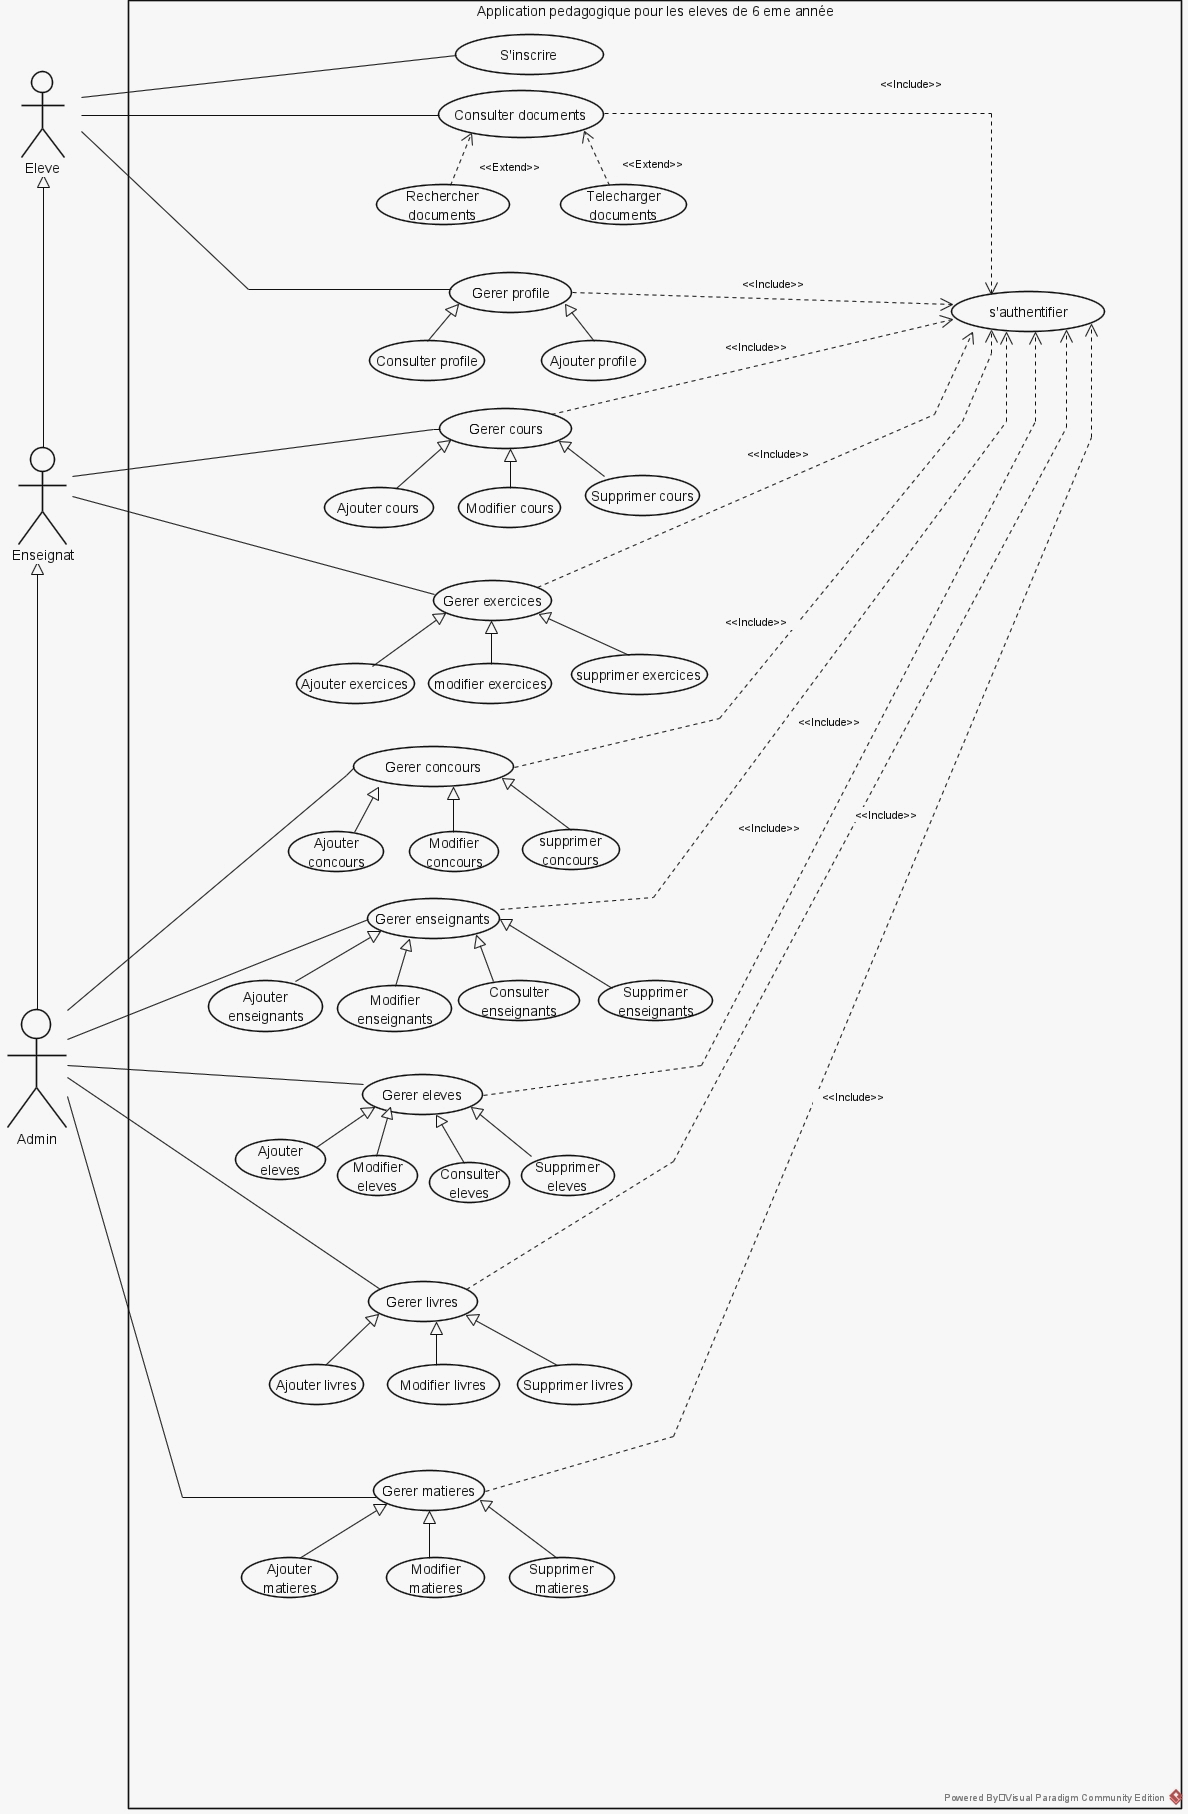 Application pedagogique pour les eleves de 6 eme année
S'inscrire
<<Include>>
Consulter documents
<<Extend>>
<<Extend>>
Eleve
Rechercher
documents
Telecharger
documents
<<Include>>
Gerer profile
s'authentifier
<<Include>>
Consulter profile
Ajouter profile
Gerer cours
<<Include>>
Supprimer cours
Ajouter cours
Modifier cours
Enseignat
Gerer exercices
<<Include>>
supprimer exercices
Ajouter exercices
modifier exercices
<<Include>>
Gerer concours
<<Include>>
<<Include>>
Ajouter
concours
Modifier
concours
supprimer
concours
Gerer enseignants
Ajouter
enseignants
Modifier
enseignants
Consulter
enseignants
Supprimer
enseignants
Gerer eleves
<<Include>>
Admin
Ajouter
eleves
Modifier
eleves
Consulter
eleves
Supprimer
eleves
Gerer livres
Ajouter livres
Modifier livres
Supprimer livres
Gerer matieres
Ajouter
matieres
Modifier
matieres
Supprimer
matieres
Powered By□Visual Paradigm Community Edition